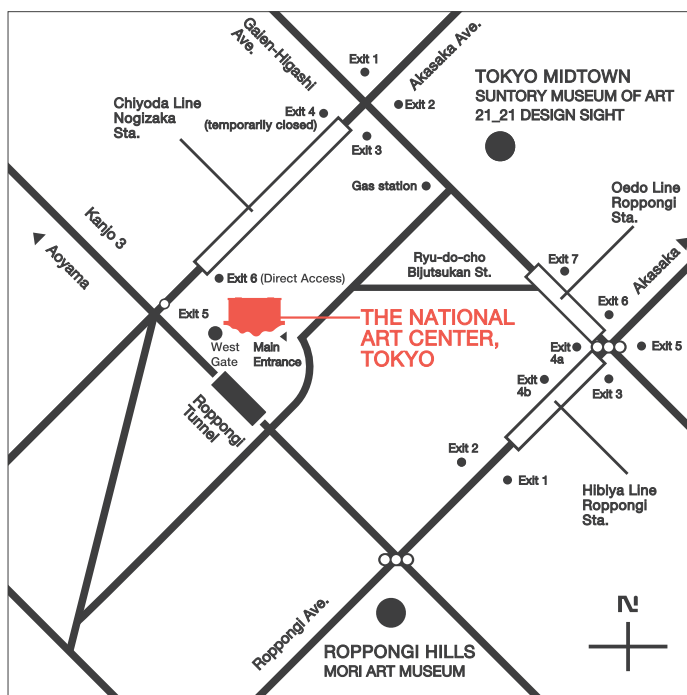 Gaien-Higashi
Ave.
Exit 1
Akasaka Ave.
Exit 2
TOKYO MIDTOWN
SUNTORY MUSEUM OF ART
21_21 DESIGN SIGHT
Chiyoda Line
Nogizaka
Sta.
Exit 4
(temporarily closed)
Exit 3
Gas station
Oedo Line
Roppongi
Sta.
Kanjo 3
Aoyama
Ryu-do-cho
Bijutsukan St.
Exit 7
Akasaka
Exit 6 (Direct Access)
Exit 5
West
Gate
Main
Entrance
THE NATIONAL
ART CENTER,
TOKYO
Exit 6
Exit
4a
Exit 5
Exit
4b
Exit 3
Roppongi
Tunnel
Exit 2
Exit 1
Hibiya Line
Roppongi
Sta.
Roppongi Ave.
ROPPONGI HILLS
MORI ART MUSEUM
N